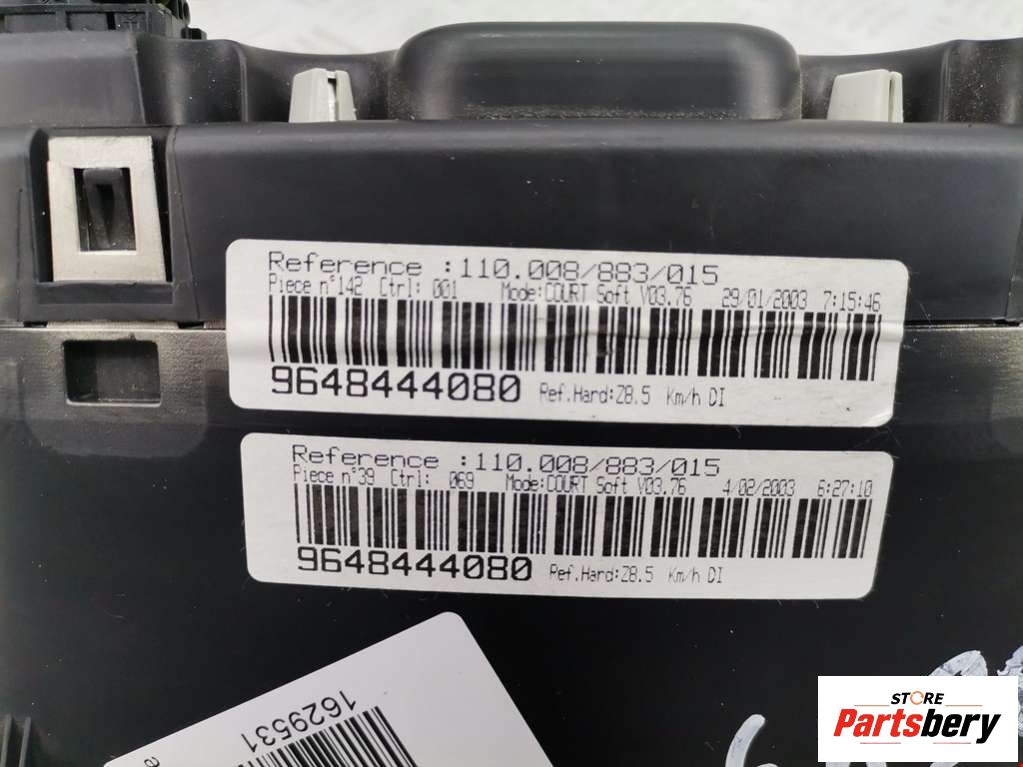 Reference :110.008/883/015
Piece n°142 Ctrl: 001 Mode:COURT Soft V03.76 29/01/2003 7:15:46
9648444080 Ref.Hard:Z8.5 Km/h DI
Reference :110.008/883/015
Piece n°39 Ctrl: 069 Mode:COURT Soft V03.76 4/02/2003 6:27:10
9648444080 Ref.Hard:Z8.5 Km/h DI
1629531
STORE
Partsbery